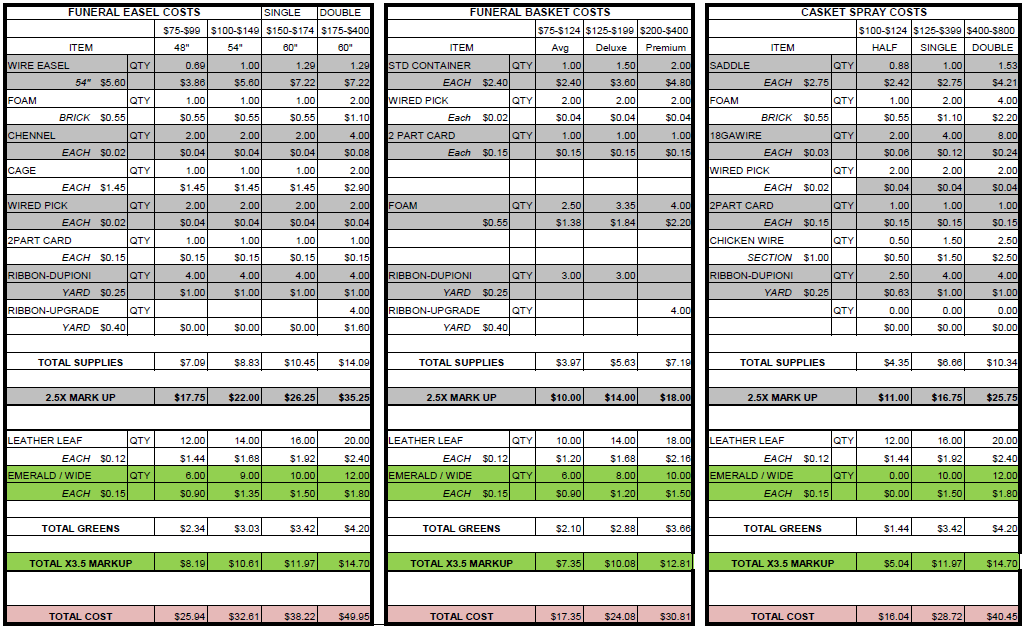 FUNERAL EASEL COSTS SINGLE DOUBLE
$75-$99 $100-$149 $150-$174 $175-$400
ITEM 48" 54" 60" 60"
WIRE EASEL QTY 0.69 1.00 1.29 1.29
54" $5.60 $3.86 $5.60 $7.22 $7.22
FOAM QTY 1.00 1.00 1.00 2.00
BRICK $0.55 $0.55 $0.55 $0.55 $1.10
CHENNEL QTY 2.00 2.00 2.00 4.00
EACH $0.02 $0.04 $0.04 $0.04 $0.08
CAGE QTY 1.00 1.00 1.00 2.00
EACH $1.45 $1.45 $1.45 $1.45 $2.90
WIRED PICK QTY 2.00 2.00 2.00 2.00
EACH $0.02 $0.04 $0.04 $0.04 $0.04
2PART CARD QTY 1.00 1.00 1.00 1.00
EACH $0.15 $0.15 $0.15 $0.15 $0.15
RIBBON-DUPIONI QTY 4.00 4.00 4.00 4.00
YARD $0.25 $1.00 $1.00 $1.00 $1.00
RIBBON-UPGRADE QTY 4.00
YARD $0.40 $0.00 $0.00 $0.00 $1.60
TOTAL SUPPLIES $7.09 $8.83 $10.45 $14.09
2.5X MARK UP $17.75 $22.00 $26.25 $35.25
LEATHER LEAF QTY 12.00 14.00 16.00 20.00
EACH $0.12 $1.44 $1.68 $1.92 $2.40
EMERALD / WIDE QTY 6.00 9.00 10.00 12.00
EACH $0.15 $0.90 $1.35 $1.50 $1.80
TOTAL GREENS $2.34 $3.03 $3.42 $4.20
TOTAL X3.5 MARKUP $8.19 $10.61 $11.97 $14.70
TOTAL COST $25.94 $32.61 $38.22 $49.95
FUNERAL BASKET COSTS
$75-$124 $125-$199 $200-$400
ITEM Avg Deluxe Premium
STD CONTAINER QTY 1.00 1.50 2.00
EACH $2.40 $2.40 $3.60 $4.80
WIRED PICK QTY 2.00 2.00 2.00
Each $0.02 $0.04 $0.04 $0.04
2 PART CARD QTY 1.00 1.00 1.00
Each $0.15 $0.15 $0.15 $0.15
FOAM QTY 2.50 3.35 4.00
$0.55 $1.38 $1.84 $2.20
RIBBON-DUPIONI QTY 3.00 3.00
YARD $0.25
RIBBON-UPGRADE QTY 4.00
YARD $0.40
TOTAL SUPPLIES $3.97 $5.63 $7.19
2.5X MARK UP $10.00 $14.00 $18.00
LEATHER LEAF QTY 10.00 14.00 18.00
EACH $0.12 $1.20 $1.68 $2.16
EMERALD / WIDE QTY 6.00 8.00 10.00
EACH $0.15 $0.90 $1.20 $1.50
TOTAL GREENS $2.10 $2.88 $3.66
TOTAL X3.5 MARKUP $7.35 $10.08 $12.81
TOTAL COST $17.35 $24.08 $30.81
CASKET SPRAY COSTS
$100-$124 $125-$399 $400-$800
ITEM HALF SINGLE DOUBLE
SADDLE QTY 0.88 1.00 1.53
EACH $2.75 $2.42 $2.75 $4.21
FOAM QTY 1.00 2.00 4.00
BRICK $0.55 $0.55 $1.10 $2.20
18GAWIRE QTY 2.00 4.00 8.00
EACH $0.03 $0.06 $0.12 $0.24
WIRED PICK QTY 2.00 2.00 2.00
EACH $0.02 $0.04 $0.04 $0.04
2PART CARD QTY 1.00 1.00 1.00
EACH $0.15 $0.15 $0.15 $0.15
CHICKEN WIRE QTY 0.50 1.50 2.50
SECTION $1.00 $0.50 $1.50 $2.50
RIBBON-DUPIONI QTY 2.50 4.00 4.00
YARD $0.25 $0.63 $1.00 $1.00
QTY 0.00 0.00 0.00
$0.00 $0.00 $0.00
TOTAL SUPPLIES $4.35 $6.66 $10.34
2.5X MARK UP $11.00 $16.75 $25.75
LEATHER LEAF QTY 12.00 16.00 20.00
EACH $0.12 $1.44 $1.92 $2.40
EMERALD / WIDE QTY 0.00 10.00 12.00
EACH $0.15 $0.00 $1.50 $1.80
TOTAL GREENS $1.44 $3.42 $4.20
TOTAL X3.5 MARKUP $5.04 $11.97 $14.70
TOTAL COST $16.04 $28.72 $40.45